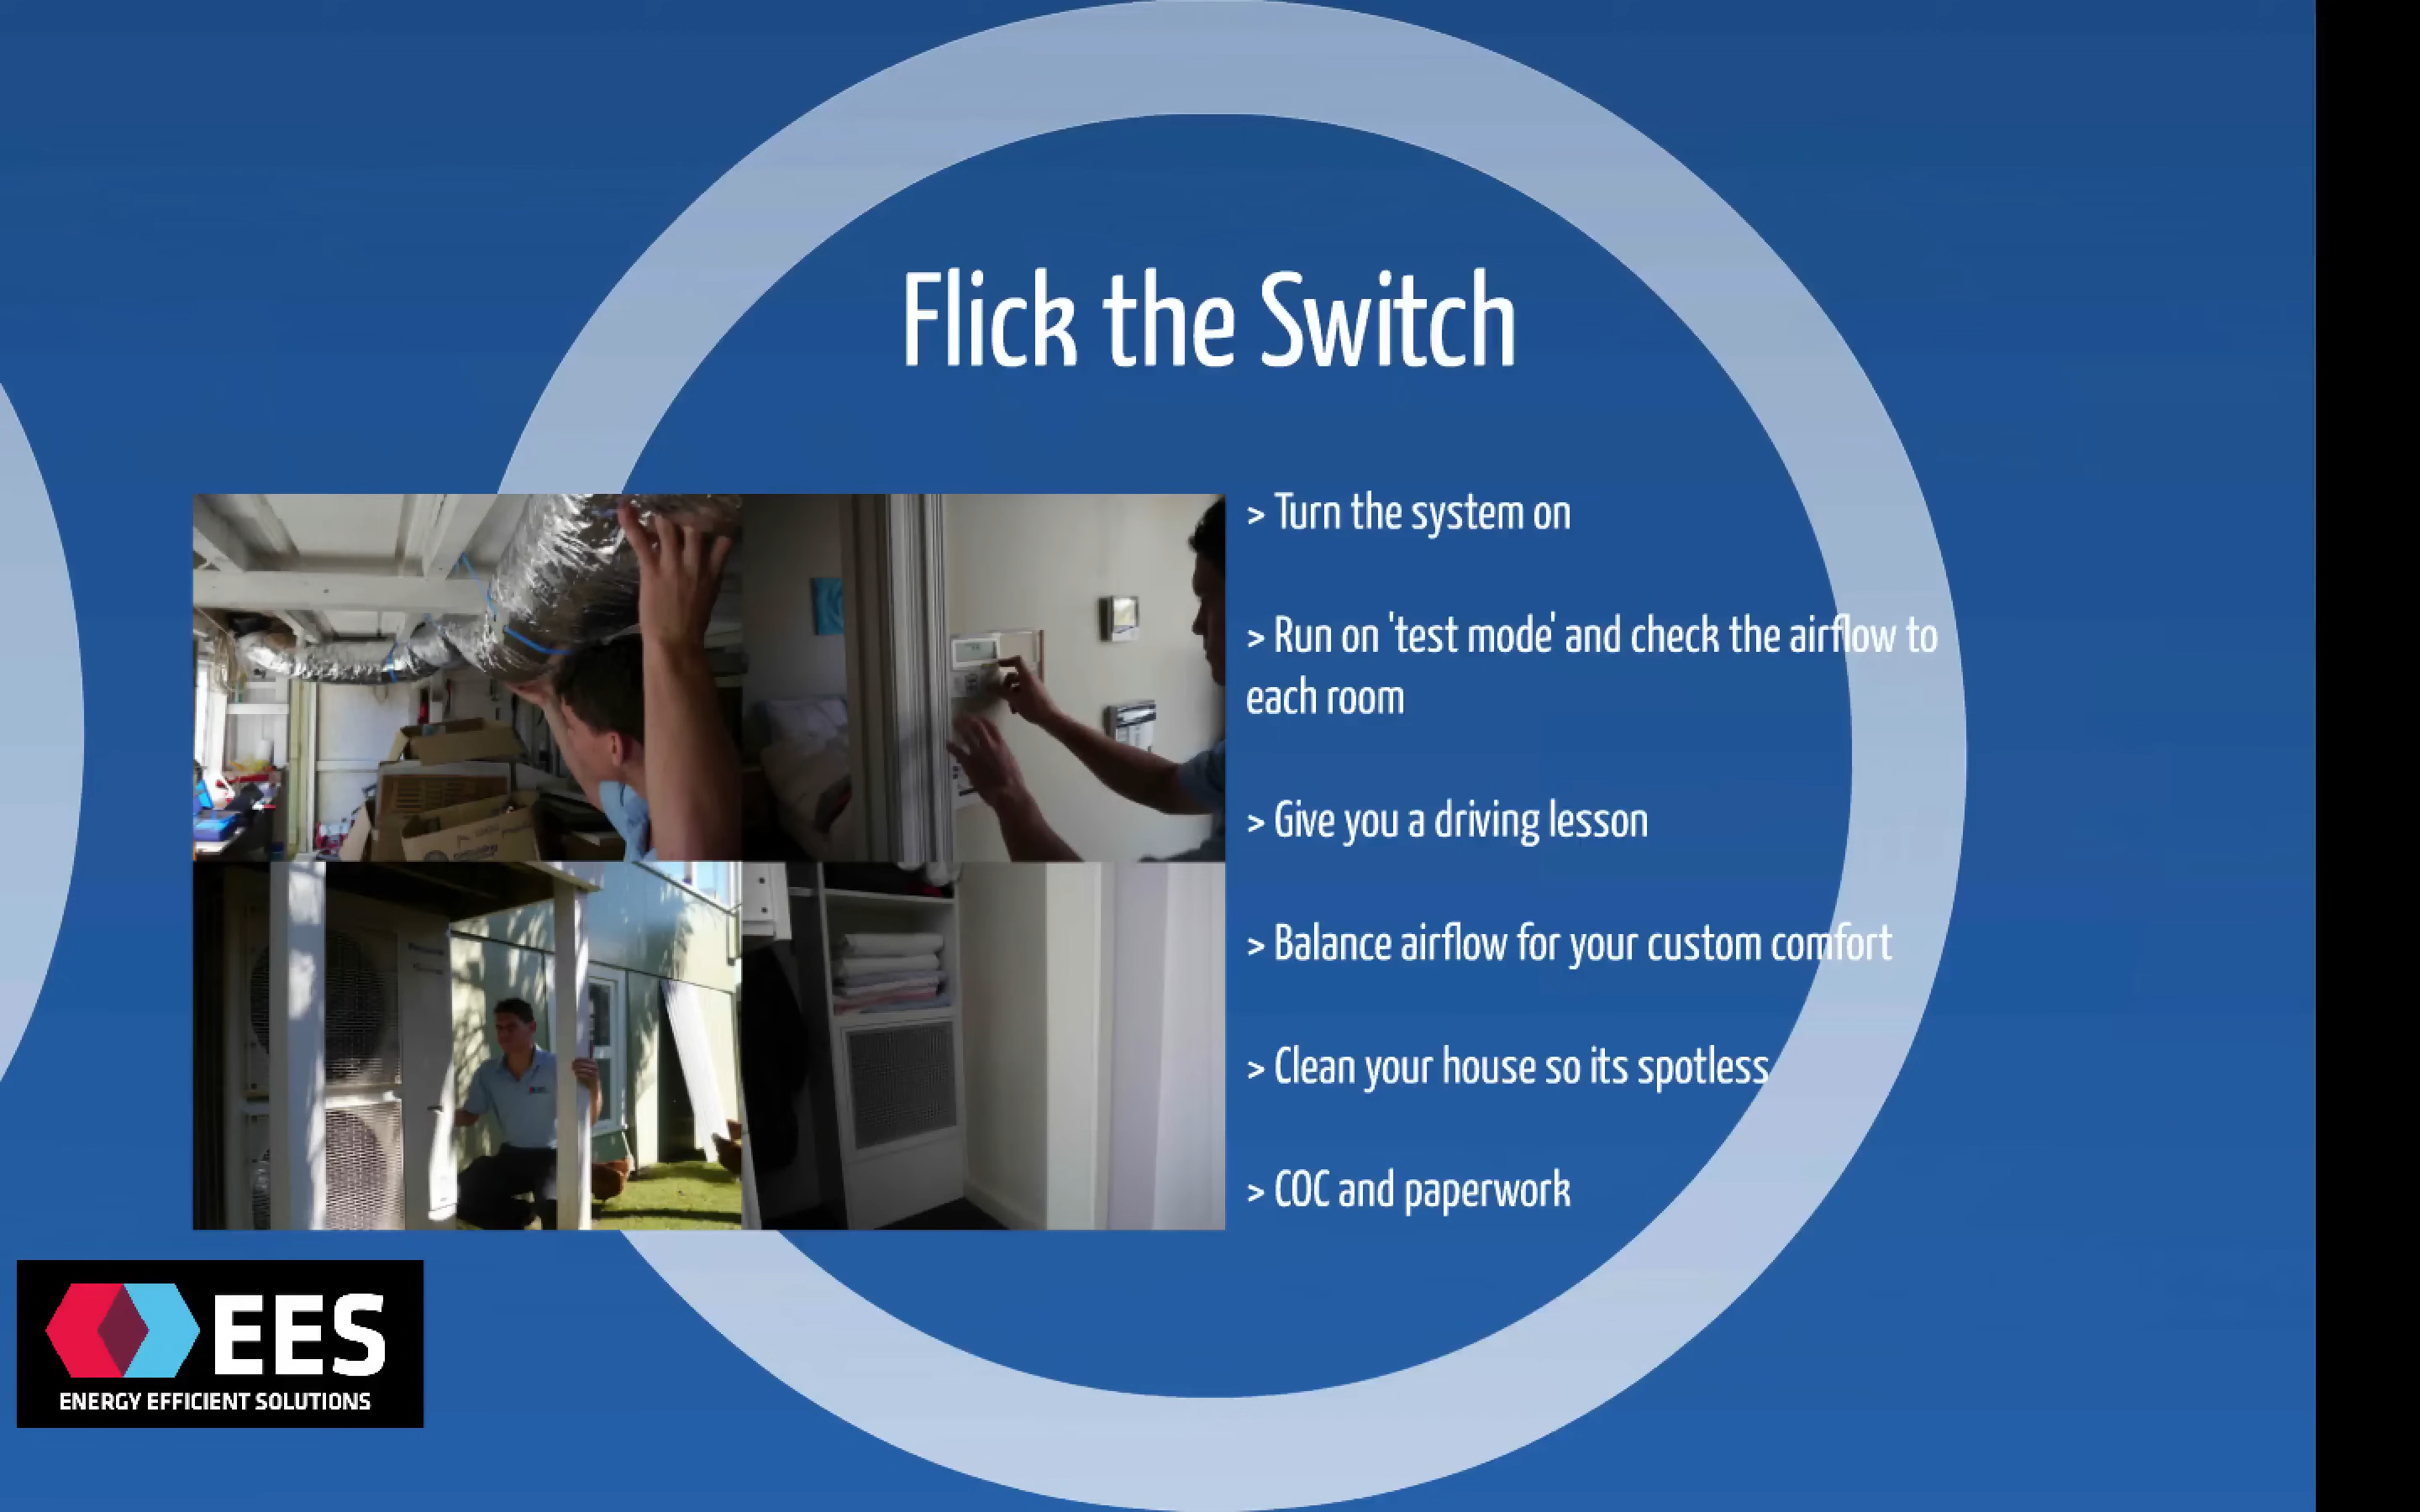 Flick the Switch
> Turn the system on
> Run on 'test mode' and check the airflow to
each room
> Give you a driving lesson
> Balance airflow for your custom comfort
> Clean your house so its spotless
> COC and paperwork
EES
ENERGY EFFICIENT SOLUTIONS